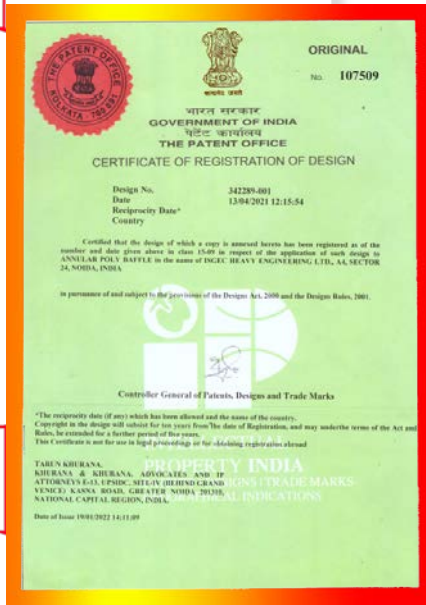 THE PATENT OFFICE
KOLKATA - 700 091
सत्यमेव जयते
ORIGINAL
No. 107509
भारत सरकार
GOVERNMENT OF INDIA
पेटेंट कार्यालय
THE PATENT OFFICE
CERTIFICATE OF REGISTRATION OF DESIGN
Design No. 342289-001
Date 13/04/2021 12:15:54
Reciprocity Date*
Country
Certified that the design of which a copy is annexed hereto has been registered as of the
number and date given above in class 15-09 in respect of the application of such design to
ANNULAR POLY BAFFLE in the name of ISGEC HEAVY ENGINEERING LTD., A4, SECTOR
24, NOIDA, INDIA
in pursuance of and subject to the provisions of the Designs Act, 2000 and the Designs Rules, 2001.
Controller General of Patents, Designs and Trade Marks
*The reciprocity date (if any) which has been allowed and the name of the country.
Copyright in the design will subsist for ten years from the date of Registration, and may under the terms of the Act and
Rules, be extended for a further period of five years.
This Certificate is not for use in legal proceedings or for obtaining registration abroad
TARUN KHURANA,
KHURANA & KHURANA, ADVOCATES AND IP
ATTORNEYS E-13, UPSIDC, SITE-IV (BEHIND GRAND
VENICE) KASNA ROAD, GREATER NOIDA 201310,
NATIONAL CAPITAL REGION, INDIA.
INTELLECTUAL
PROPERTY INDIA
DESIGNS | TRADE MARKS
GEOGRAPHICAL INDICATIONS
Date of Issue 19/01/2022 14:11:09